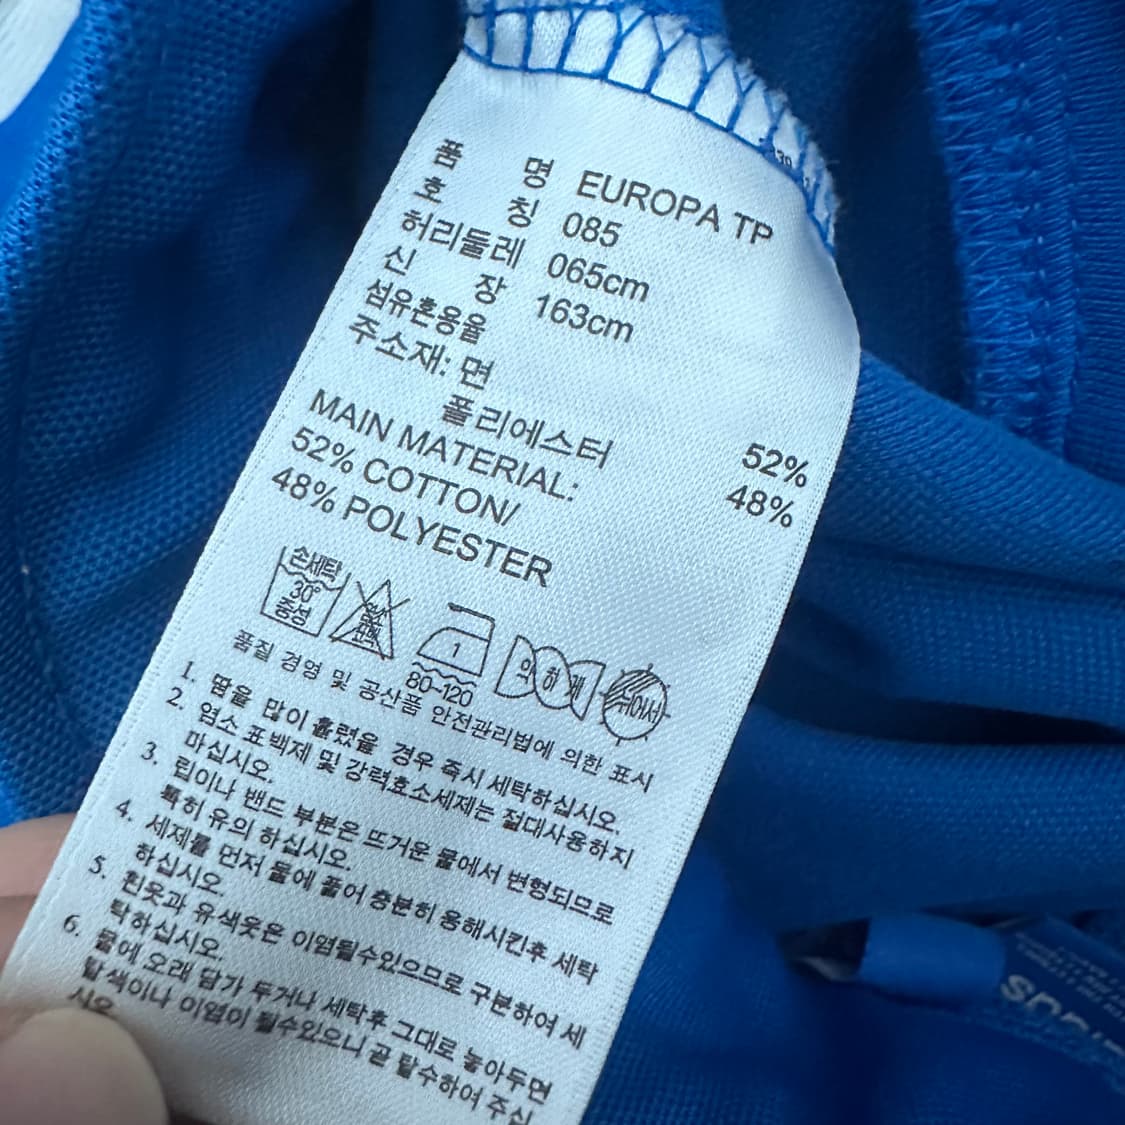 품 명 EUROPA TP
호 칭 085
허리둘레 065cm
신 장 163cm
섬유혼용율
주소재: 면 52%
폴리에스터 48%
MAIN MATERIAL:
52% COTTON/
48% POLYESTER
손세탁
30°
중성
염소
표백
1
80~120
약하게
뉘어서
품질 경영 및 공산품 안전관리법에 의한 표시
1. 땀을 많이 흘렸을 경우 즉시 세탁하십시오.
2. 염소 표백제 및 강력효소세제는 절대사용하지
마십시오.
3. 립이나 밴드 부분은 뜨거운 물에서 변형되므로
특히 유의 하십시오.
4. 세제를 먼저 물에 풀어 충분히 용해시킨후 세탁
하십시오.
5. 흰옷과 유색옷은 이염될수있으므로 구분하여 세
탁하십시오.
6. 물에 오래 담가 두거나 세탁후 그대로 놓아두면
탈색이나 이염이 될수있으니 곧 탈수하여 주십
시오